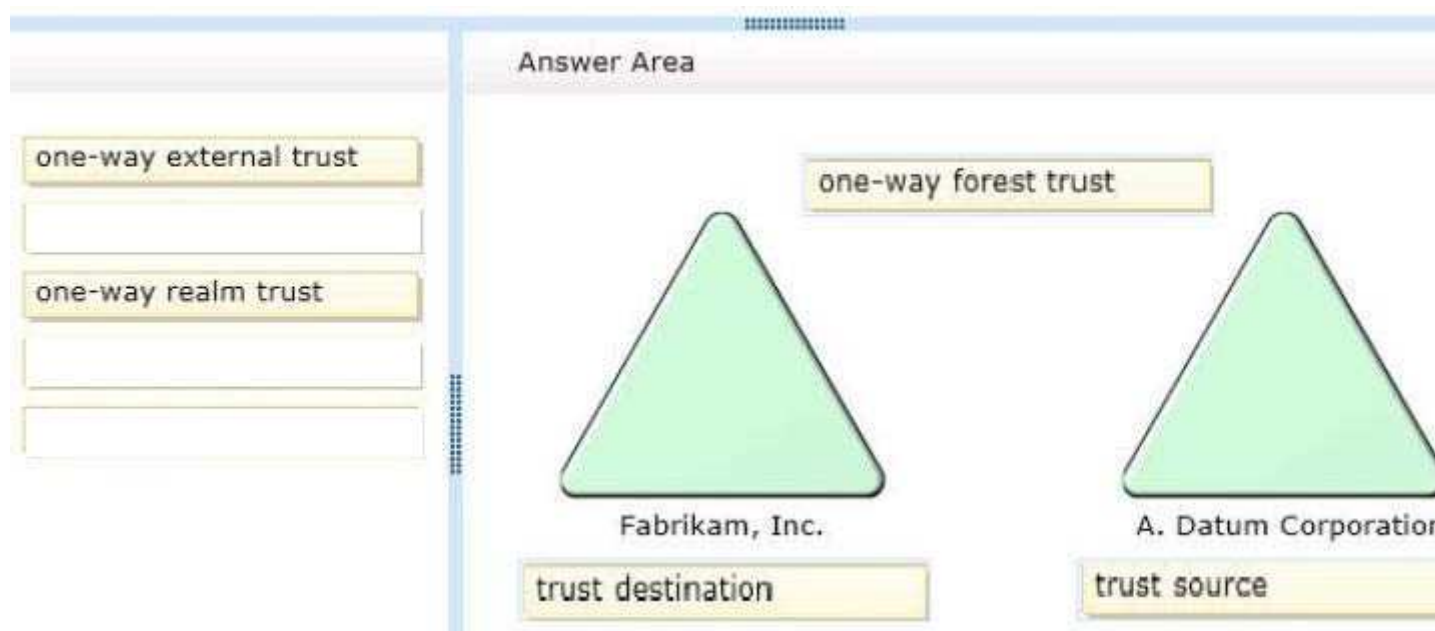 Answer Area
one-way external trust
one-way forest trust
one-way realm trust
Fabrikam, Inc.
A. Datum Corporation
trust destination
trust source